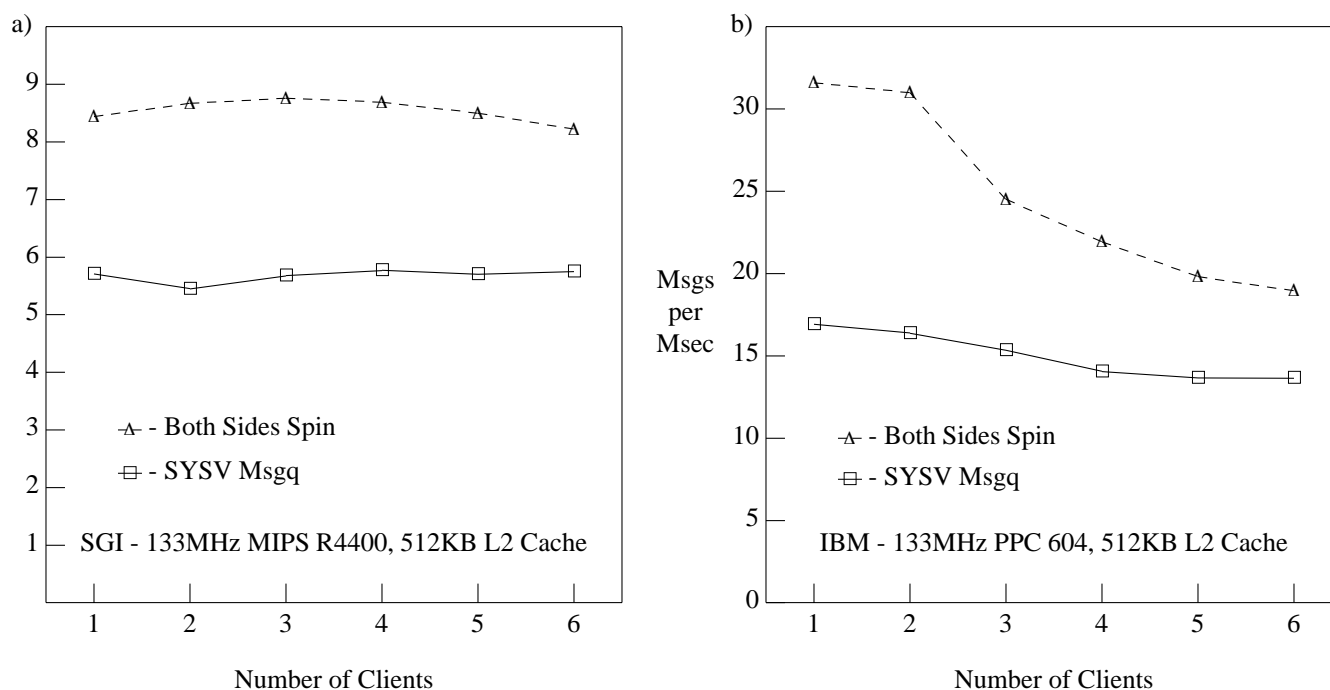 a)
9
8
7
6
5
4
3
2
1
- Both Sides Spin
- SYSV Msgq
SGI - 133MHz MIPS R4400, 512KB L2 Cache
1 2 3 4 5 6
Number of Clients
b)
Msgs
per
Msec
30
25
20
15
10
5
0
- Both Sides Spin
- SYSV Msgq
IBM - 133MHz PPC 604, 512KB L2 Cache
1 2 3 4 5 6
Number of Clients